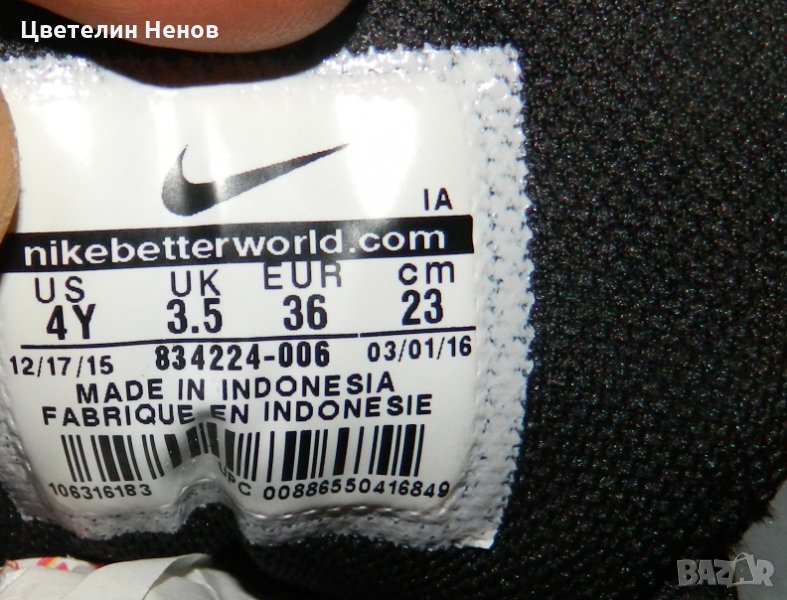 Цветелин Ненов
IA
nikebetterworld.com
US UK EUR cm
4Y 3.5 36 23
12/17/15 834224-006 03/01/16
MADE IN INDONESIA
FABRIQUE EN INDONESIE
106316183 UPC 00886550416849
BAZAR